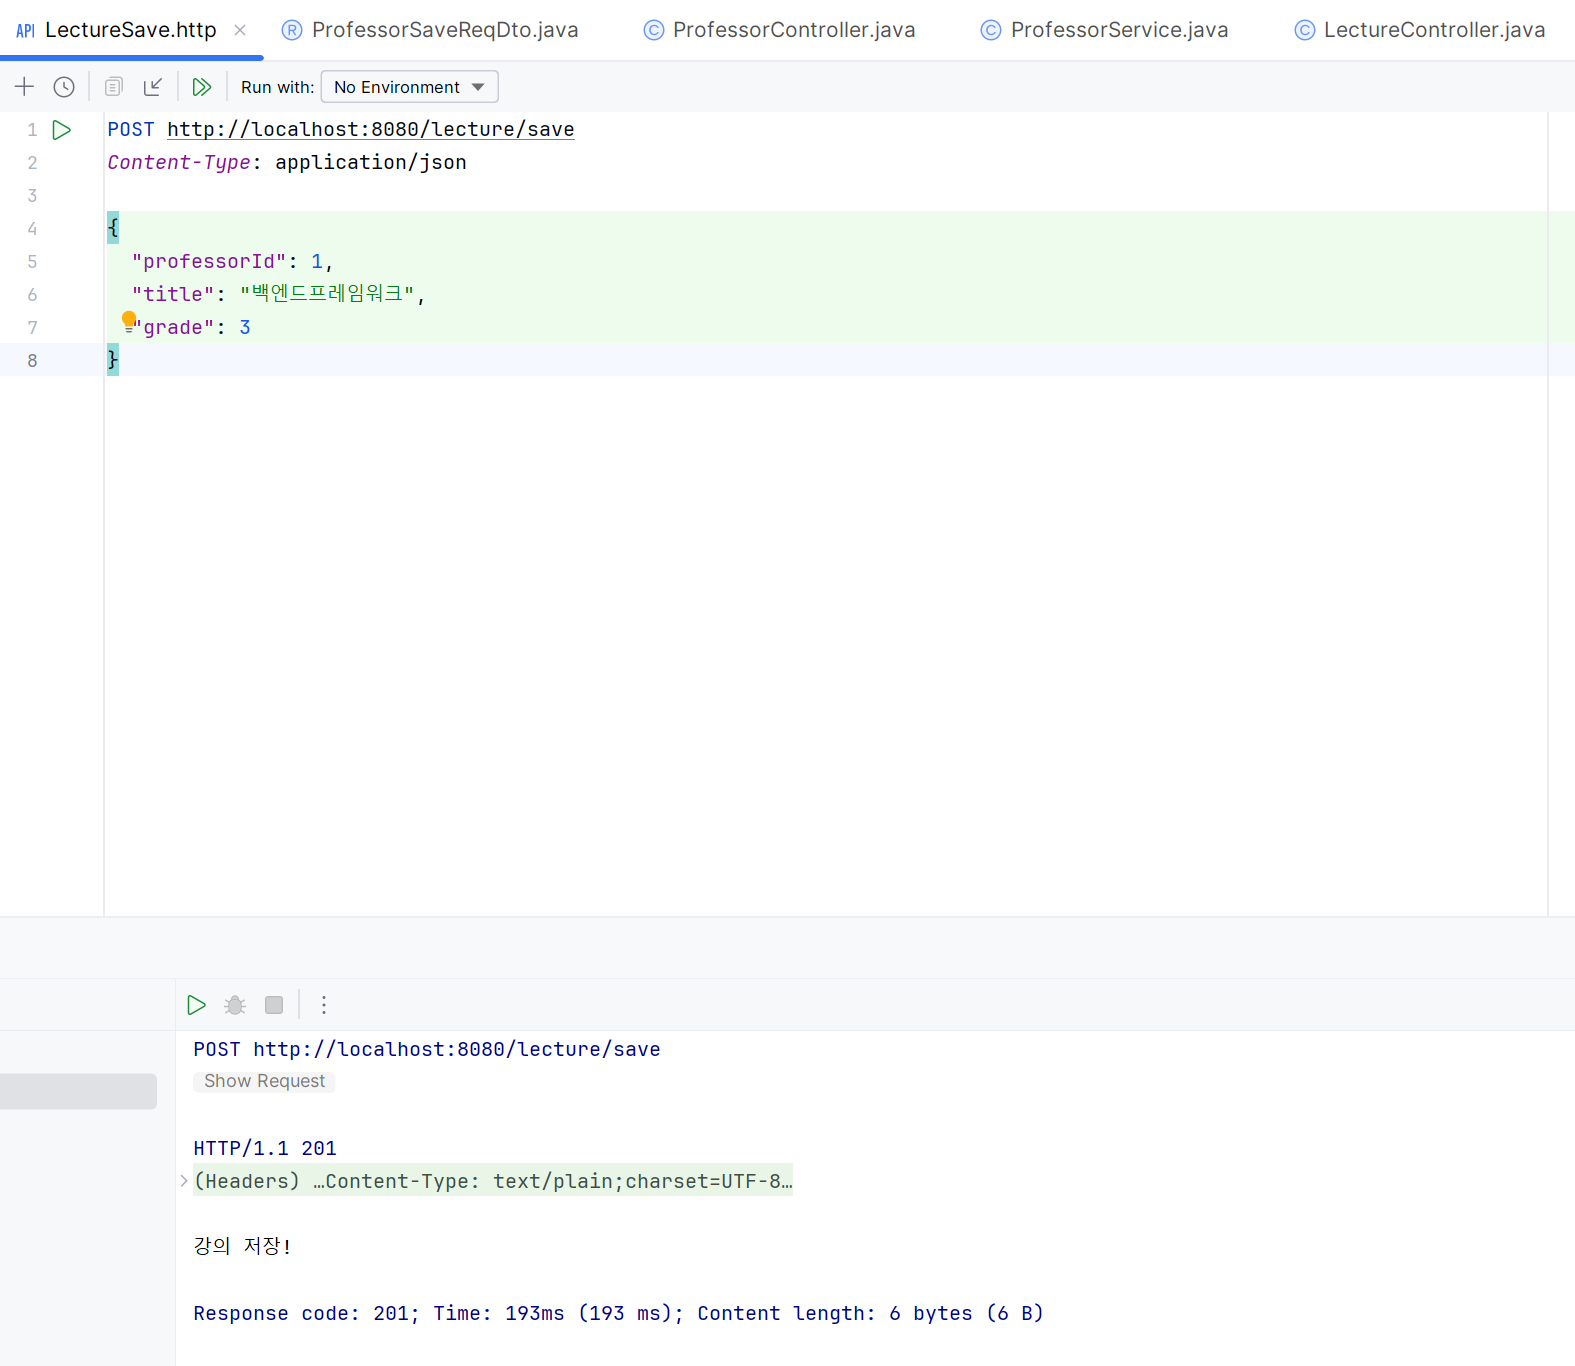 API LectureSave.http ProfessorSaveReqDto.java ProfessorController.java ProfessorService.java LectureController.java
Run with: No Environment
1 POST http://localhost:8080/lecture/save
2 Content-Type: application/json
3
4 {
5 "professorId": 1,
6 "title": "백엔드프레임워크",
7 "grade": 3
8 }
POST http://localhost:8080/lecture/save
Show Request
HTTP/1.1 201
(Headers) …Content-Type: text/plain;charset=UTF-8…
강의 저장!
Response code: 201; Time: 193ms (193 ms); Content length: 6 bytes (6 B)